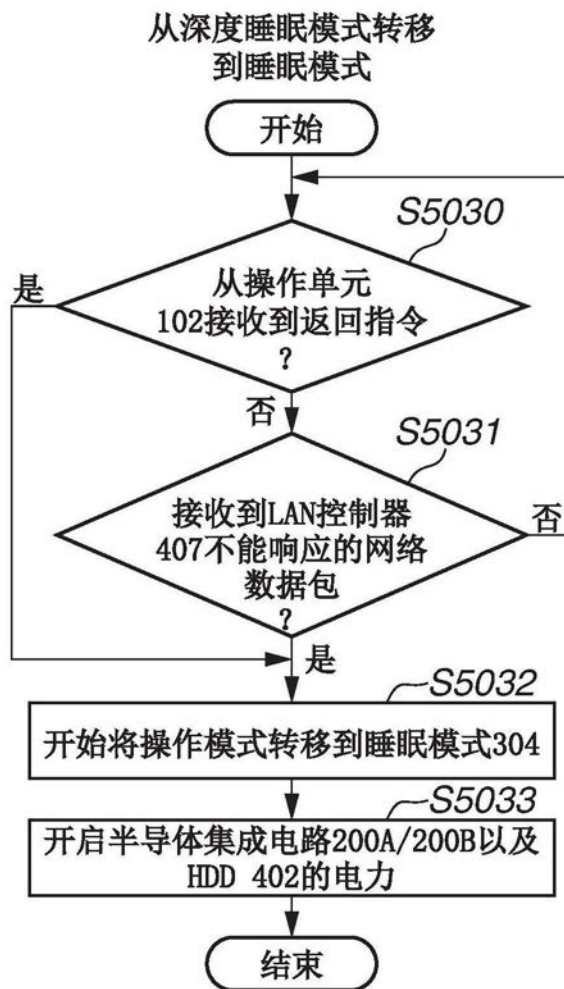 从深度睡眠模式转移
到睡眠模式
开始
S5030
是
从操作单元
102接收到返回指令
?
否
S5031
接收到LAN控制器
407不能响应的网络
数据包
?
否
是
S5032
开始将操作模式转移到睡眠模式304
S5033
开启半导体集成电路200A/200B以及
HDD 402的电力
结束